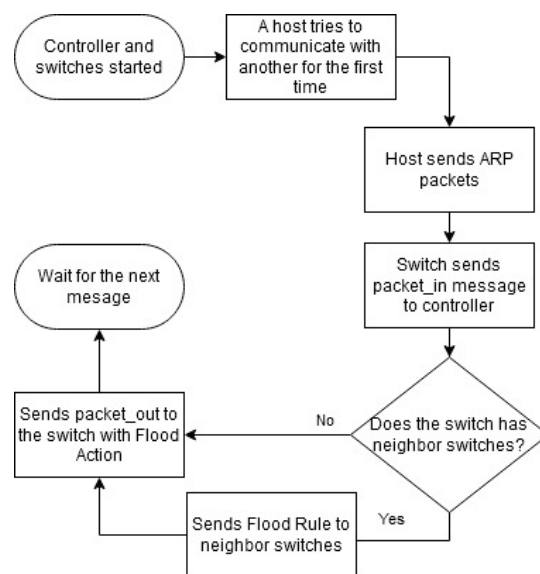 Controller and
switches started
A host tries to
communicate with
another for the first
time
Host sends ARP
packets
Switch sends
packet_in message
to controller
Does the switch has
neighbor switches?
No
Yes
Sends Flood Rule to
neighbor switches
Sends packet_out to
the switch with Flood
Action
Wait for the next
message